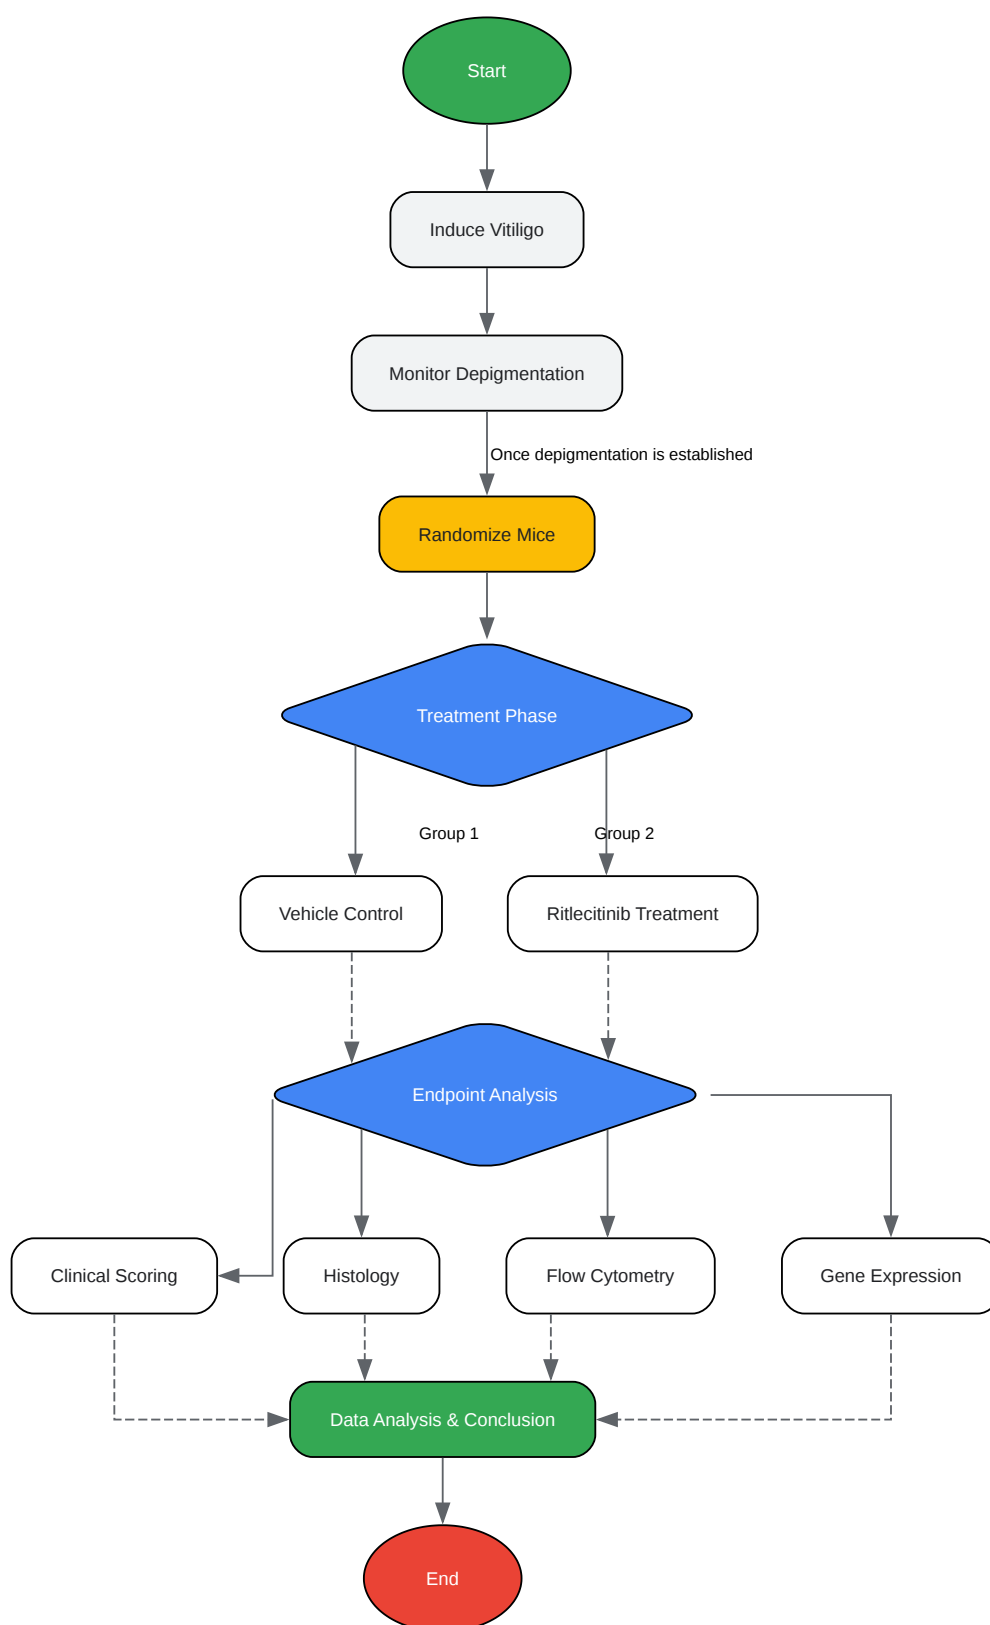 Start
Induce Vitiligo
Monitor Depigmentation
Once depigmentation is established
Randomize Mice
Treatment Phase
Group 1
Group 2
Vehicle Control
Ritlecitinib Treatment
Endpoint Analysis
Clinical Scoring
Histology
Flow Cytometry
Gene Expression
Data Analysis & Conclusion
End